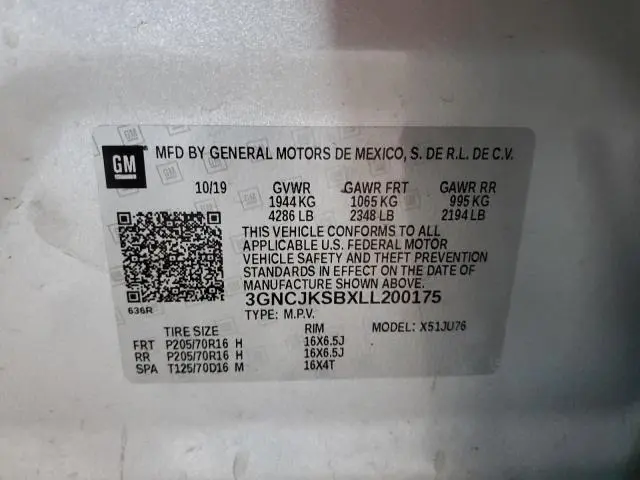 GM
MFD BY GENERAL MOTORS DE MEXICO, S. DE R.L. DE C.V.
10/19 GVWR GAWR FRT GAWR RR
1944 KG 1065 KG 995 KG
4286 LB 2348 LB 2194 LB
THIS VEHICLE CONFORMS TO ALL
APPLICABLE U.S. FEDERAL MOTOR
VEHICLE SAFETY AND THEFT PREVENTION
STANDARDS IN EFFECT ON THE DATE OF
MANUFACTURE SHOWN ABOVE.
3GNCJKSBXLL200175
636R
TYPE: M.P.V. MODEL: X51JU76
TIRE SIZE RIM
FRT P205/70R16 H 16X6.5J
RR P205/70R16 H 16X6.5J
SPA T125/70D16 M 16X4T